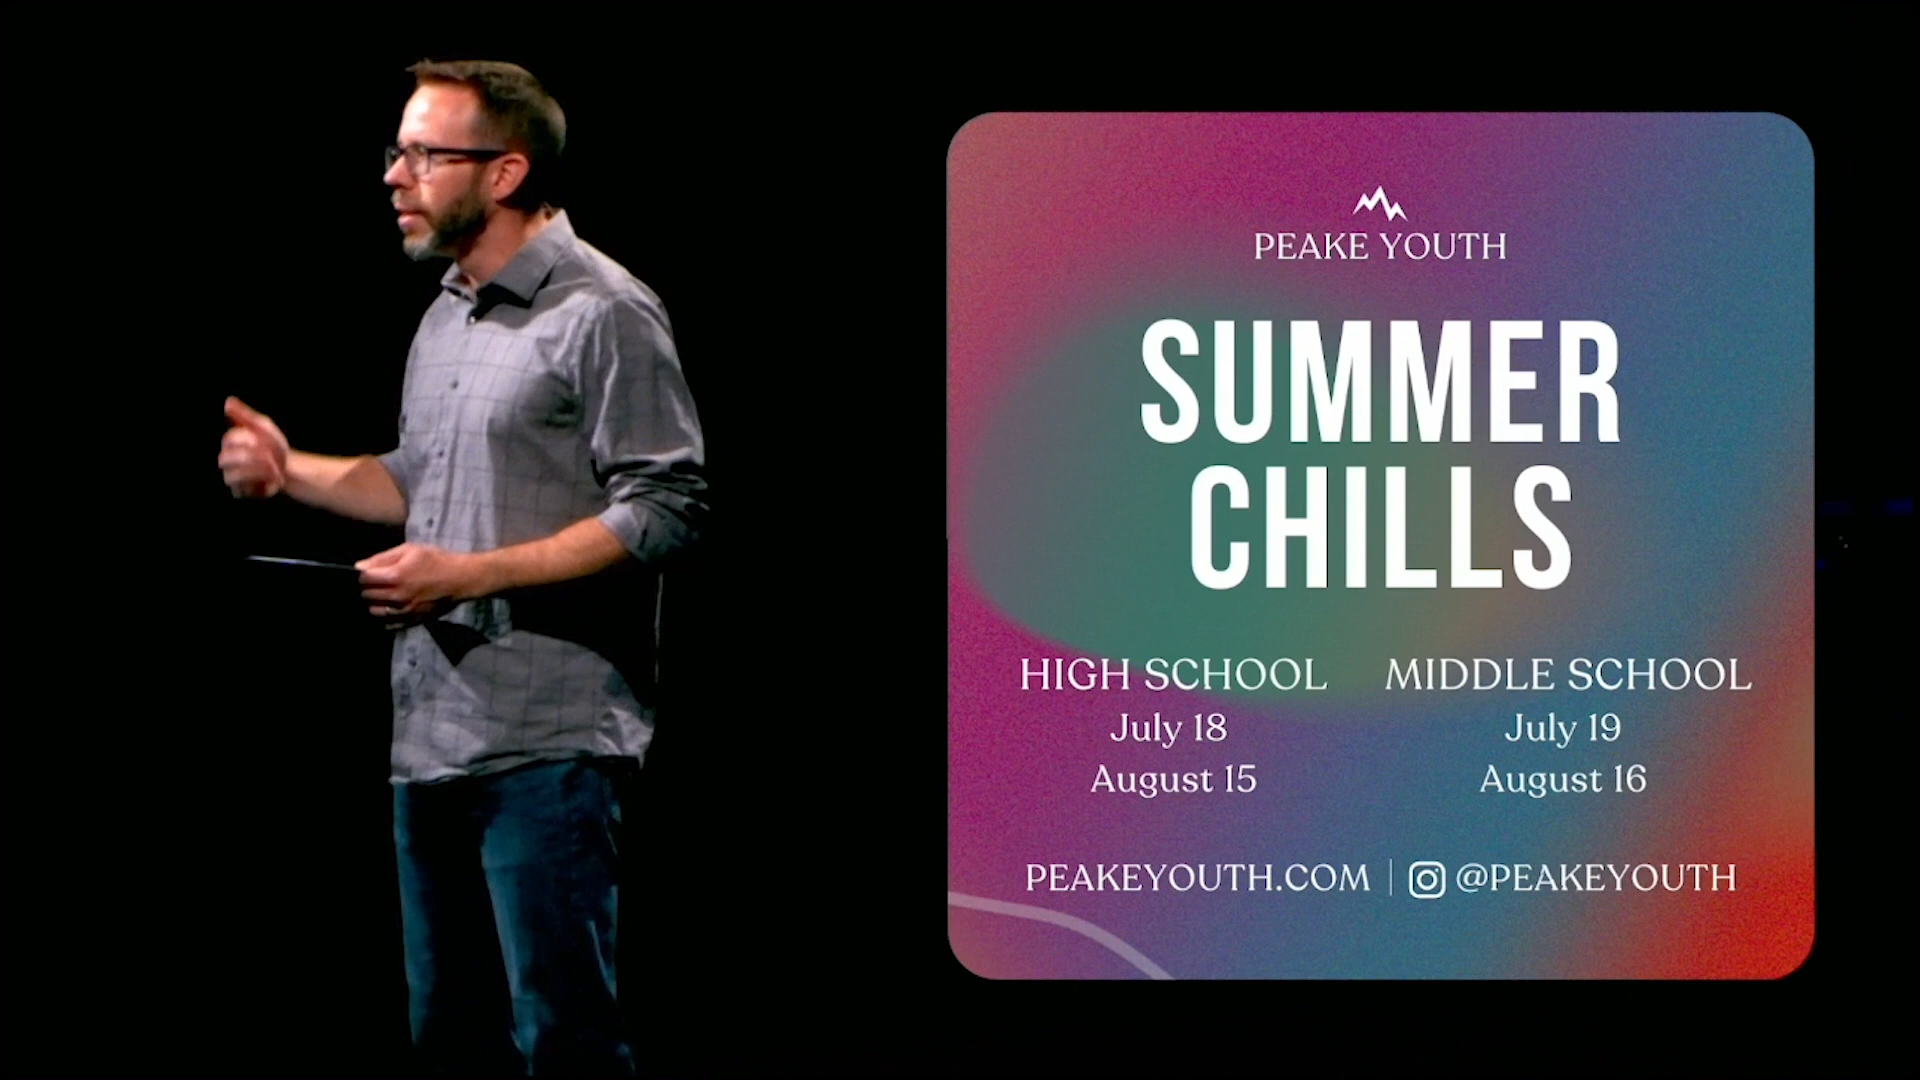 PEAKE YOUTH
SUMMER
CHILLS
HIGH SCHOOL
July 18
August 15
MIDDLE SCHOOL
July 19
August 16
PEAKEYOUTH.COM | @PEAKEYOUTH